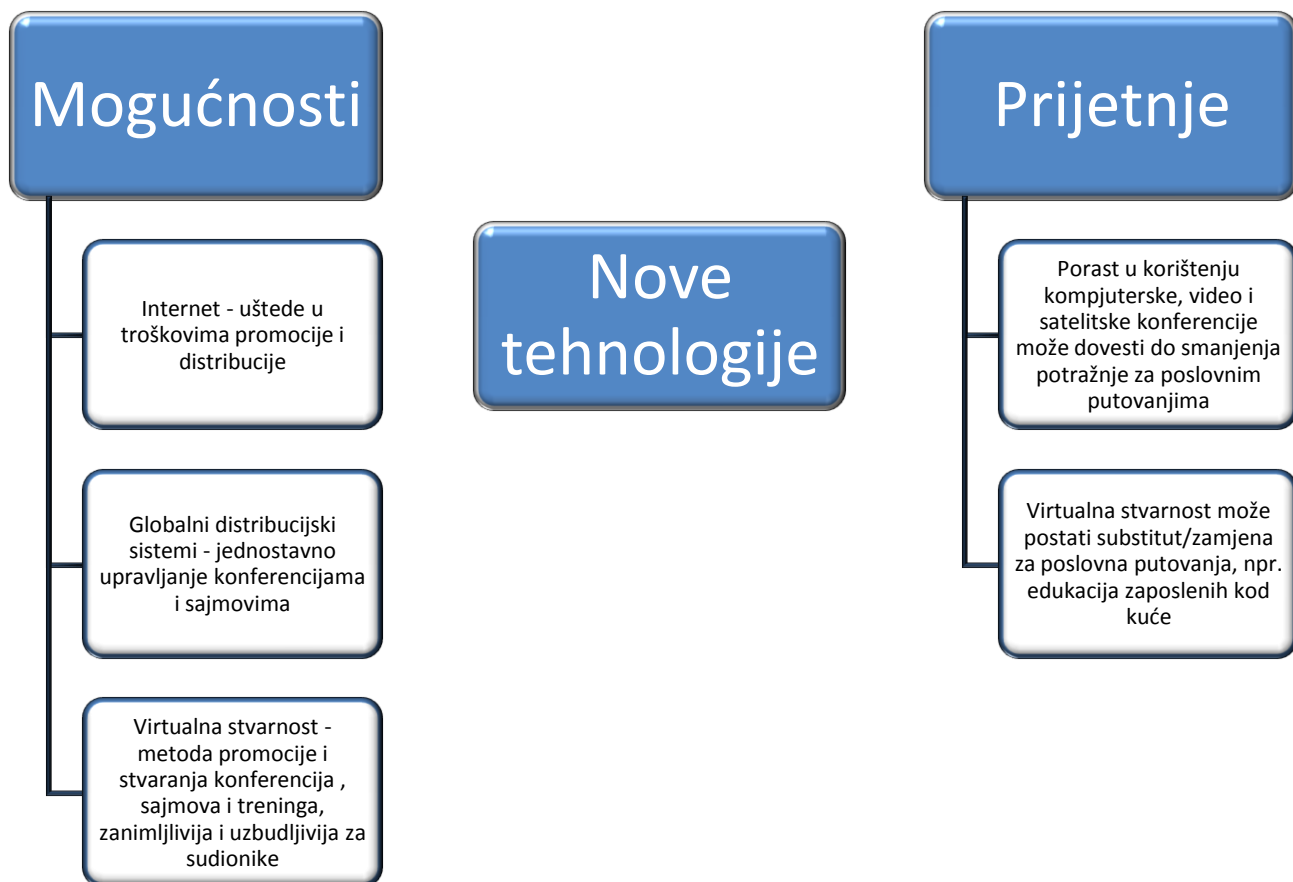 Mogućnosti
Internet - uštede u
troškovima promocije i
distribucije
Globalni distribucijski
sistemi - jednostavno
upravljanje konferencijama
i sajmovima
Virtualna stvarnost -
metoda promocije i
stvaranja konferencija ,
sajmova i treninga,
zanimljlivija i uzbudljivija za
sudionike
Nove
tehnologije
Prijetnje
Porast u korištenju
kompjuterske, video i
satelitske konferencije
može dovesti do smanjenja
potražnje za poslovnim
putovanjima
Virtualna stvarnost može
postati substitut/zamjena
za poslovna putovanja, npr.
edukacija zaposlenih kod
kuće